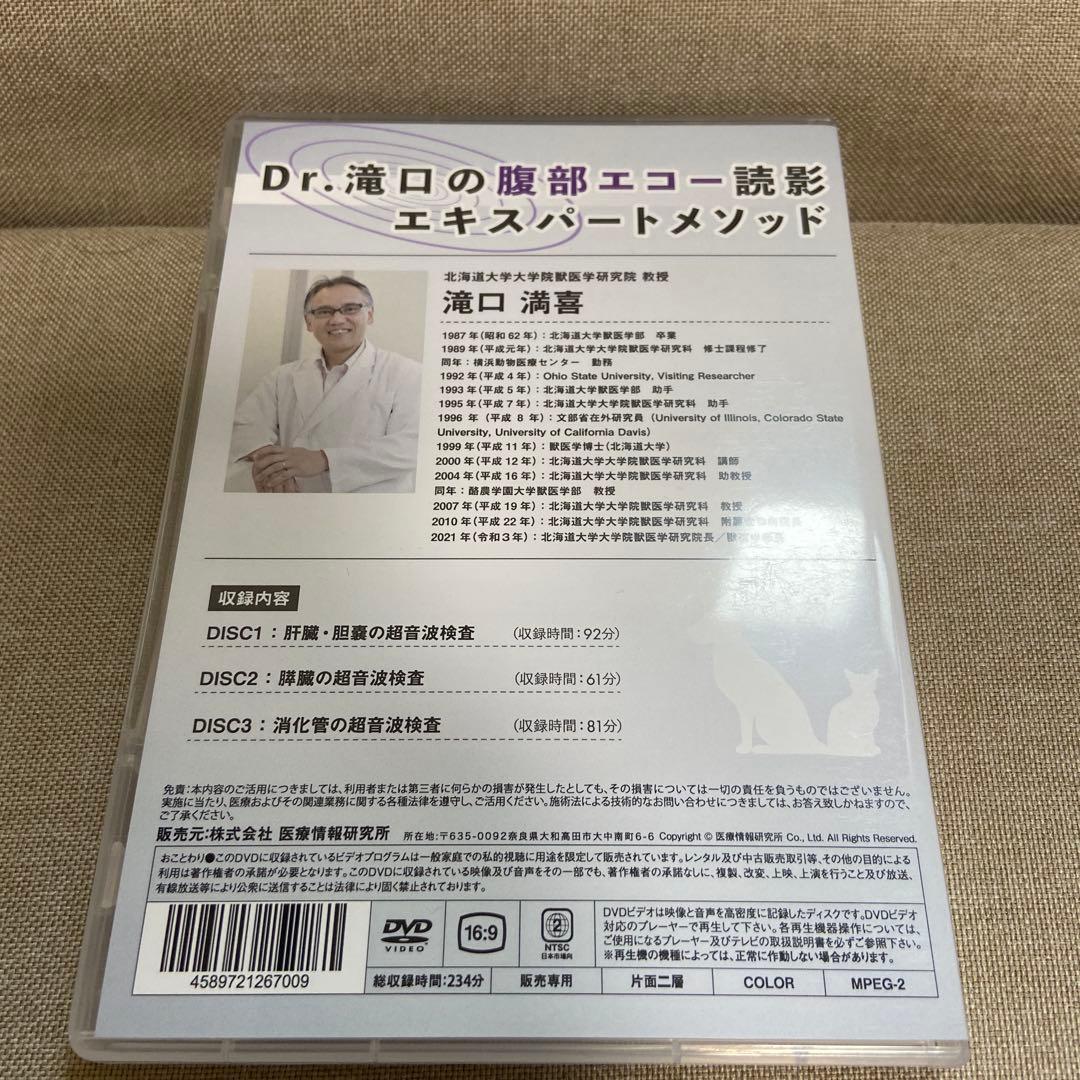 Dr.滝口の腹部エコー読影
エキスパートメソッド
北海道大学大学院獣医学研究院 教授
滝口 満喜
1987年(昭和62年):北海道大学獣医学部 卒業
1989年(平成元年):北海道大学大学院獣医学研究科 修士課程修了
同年:横浜動物医療センター 勤務
1992年(平成4年):Ohio State University, Visiting Researcher
1993年(平成5年):北海道大学獣医学部 助手
1995年(平成7年):北海道大学大学院獣医学研究科 助手
1996年(平成8年):文部省在外研究員(University of Illinois, Colorado State
University, University of California Davis)
1999年(平成11年):獣医学博士(北海道大学)
2000年(平成12年):北海道大学大学院獣医学研究科 講師
2004年(平成16年):北海道大学大学院獣医学研究科 助教授
同年:酪農学園大学獣医学部 教授
2007年(平成19年):北海道大学大学院獣医学研究科 教授
2010年(平成22年):北海道大学大学院獣医学研究科
2021年(令和3年):北海道大学大学院獣医学研究院長/
収録内容
DISC1:肝臓・胆嚢の超音波検査 (収録時間:92分)
DISC2:膵臓の超音波検査 (収録時間:61分)
DISC3:消化管の超音波検査 (収録時間:81分)
免責:本内容のご活用につきましては、利用者または第三者に何らかの損害が発生したとしても、その損害については一切の責任を負うものではございません。
実施に当たり、医療およびその関連業務に関する各種法律を遵守し、ご活用ください。施術法による技術的なお問い合わせにつきましては、お答え致しかねますので、
ご了承ください。
販売元:株式会社 医療情報研究所 所在地:〒635-0092奈良県大和高田市大中南町6-6 Copyright © 医療情報研究所 Co., Ltd. All Rights Reserved.
おことわり●このDVDに収録されているビデオプログラムは一般家庭での私的視聴に用途を限定して販売されています。レンタル及び中古販売取引等、その他の目的による
利用は著作権者の承諾が必要となります。このDVDに収録されている映像及び音声をその一部でも、著作権者の承諾なしに、複製、改変、上映、上演を行うこと及び放送、
有線放送等により公衆に送信することは法律により固く禁止されております。
4589721267009
DVD
VIDEO
16:9
2
NTSC
日本市場向
DVDビデオは映像と音声を高密度に記録したディスクです。DVDビデオ
対応のプレーヤーで再生して下さい。各再生機器操作については、
ご使用になるプレーヤー及びテレビの取扱説明書を必ずご参照下さい。
※再生機の機種によっては、正常に作動しない場合があります。
総収録時間:234分 販売専用 片面二層 COLOR MPEG-2